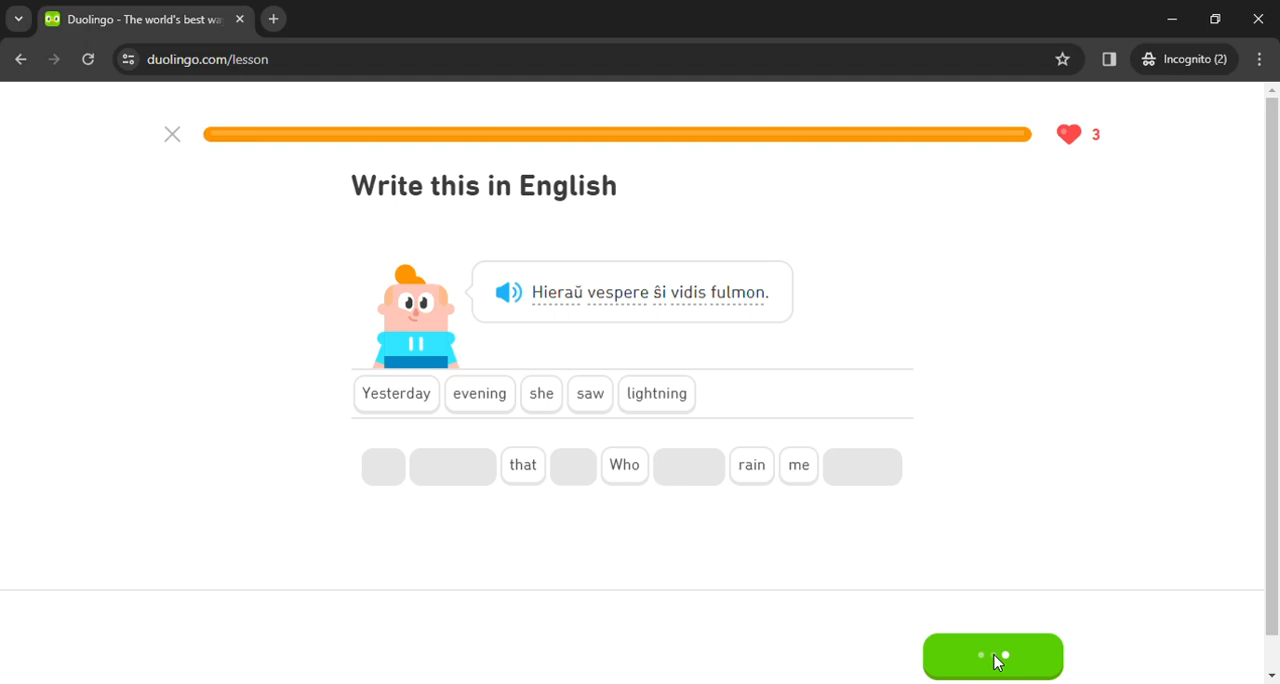 Duolingo - The world's best wa
duolingo.com/lesson
Incognito (2)
3
Write this in English
Hieraŭ vespere ŝi vidis fulmon.
Yesterday evening she saw lightning
that Who rain me